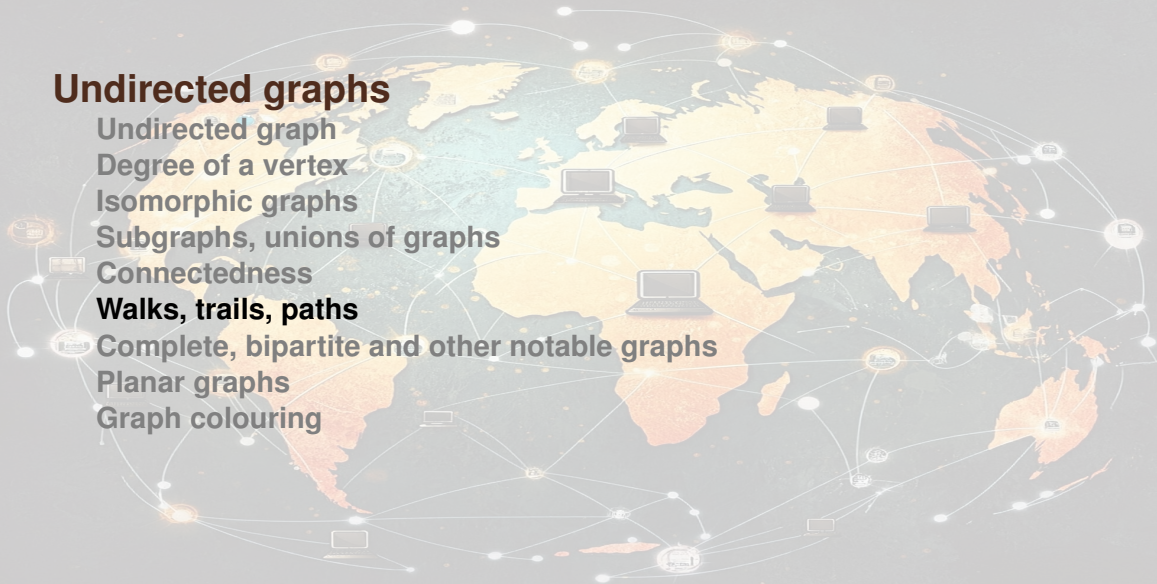 Undirected graphs
Undirected graph
Degree of a vertex
Isomorphic graphs
Subgraphs, unions of graphs
Connectedness
Walks, trails, paths
Complete, bipartite and other notable graphs
Planar graphs
Graph colouring